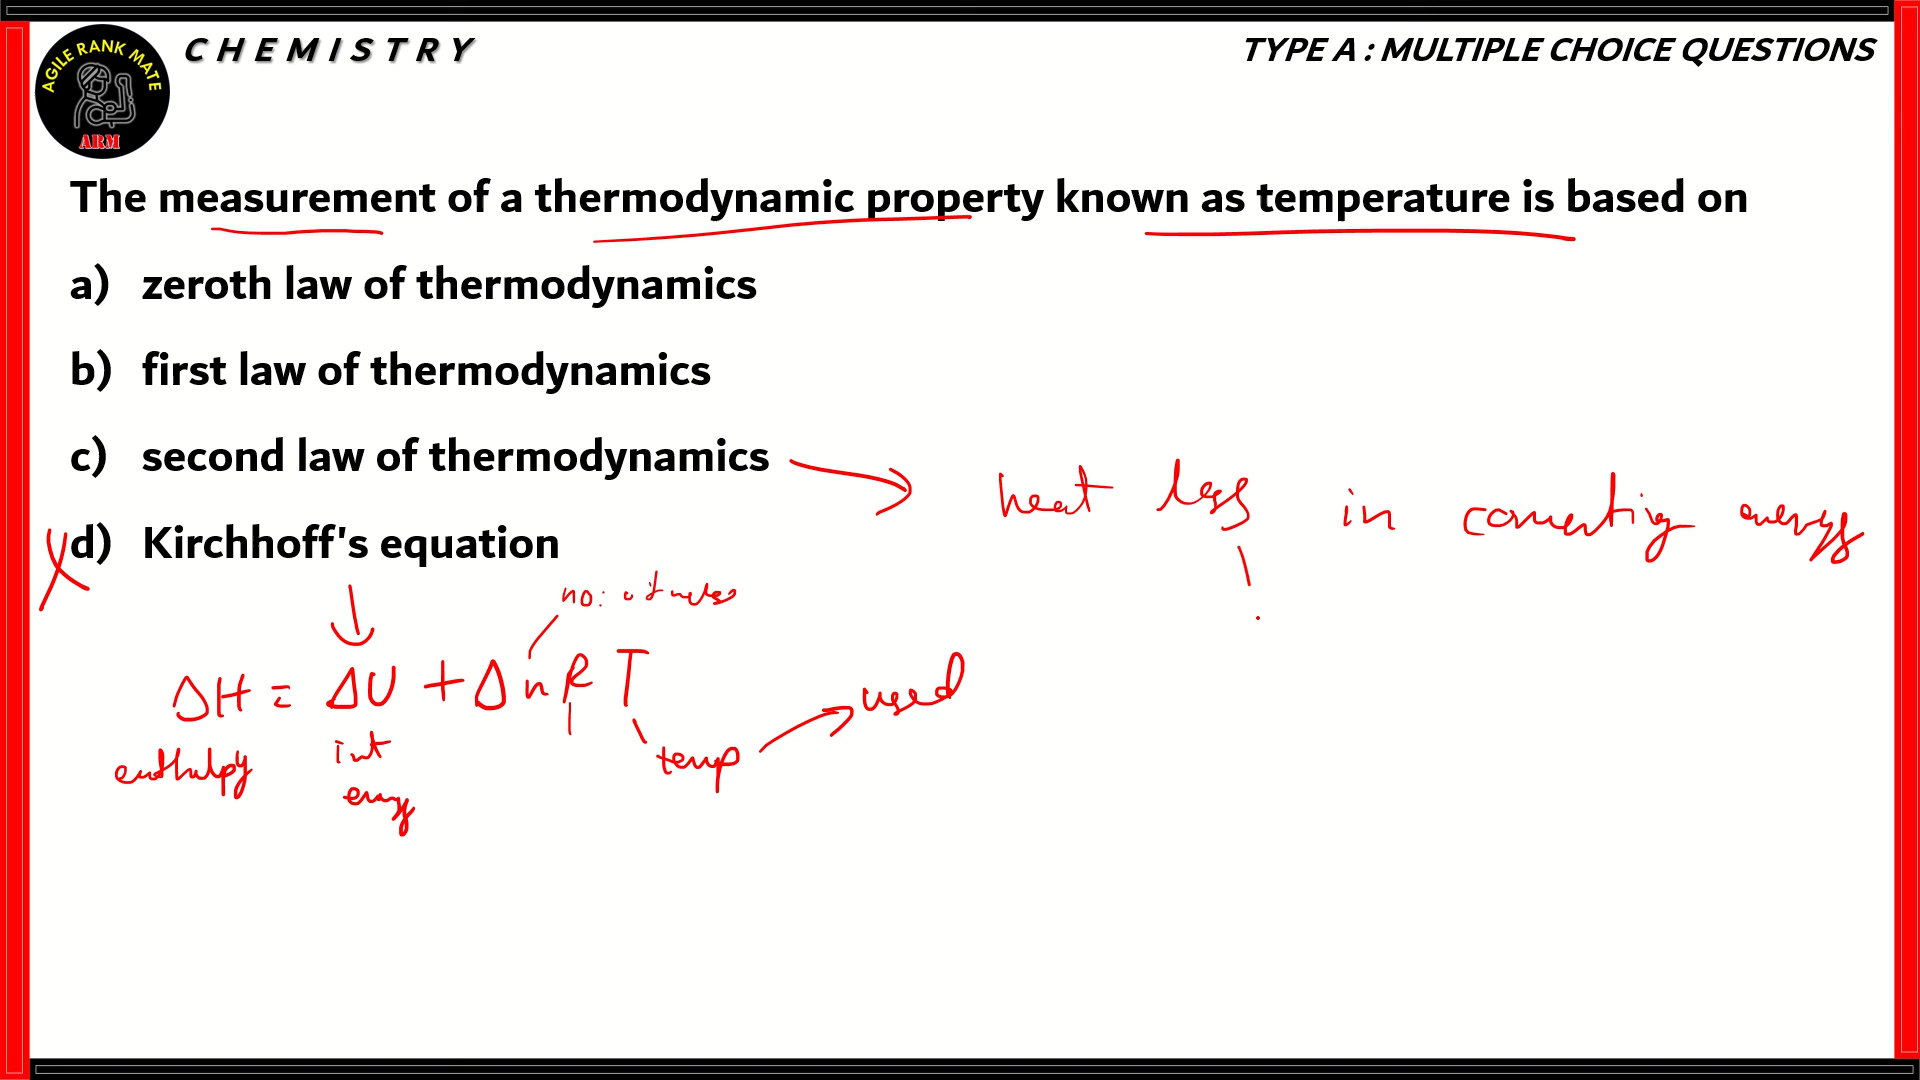 AGILE RANK MATE
ARM
CHEMISTRY
TYPE A : MULTIPLE CHOICE QUESTIONS
The measurement of a thermodynamic property known as temperature is based on
a) zeroth law of thermodynamics
b) first law of thermodynamics
c) second law of thermodynamics
heat loss in converting energy
X d) Kirchhoff's equation
no: of moles
ΔH = ΔU + ΔnRT
used
enthalpy
int
temp
energy